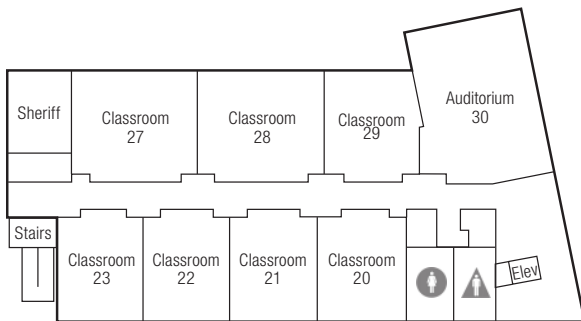 Sheriff
Classroom
27
Classroom
28
Classroom
29
Auditorium
30
Stairs
Classroom
23
Classroom
22
Classroom
21
Classroom
20
Elev